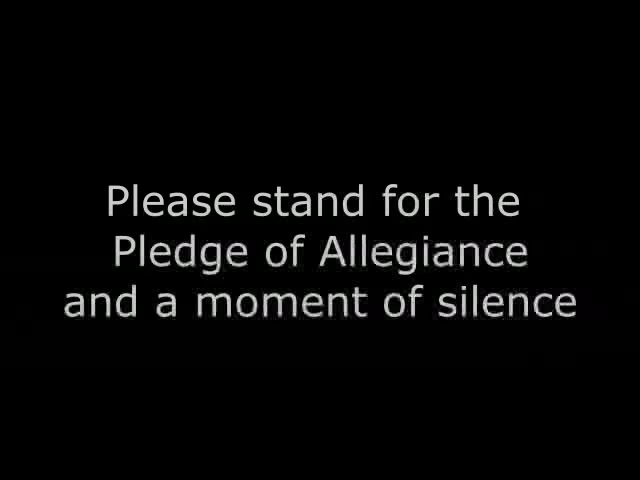 Please stand for the
Pledge of Allegiance
and a moment of silence